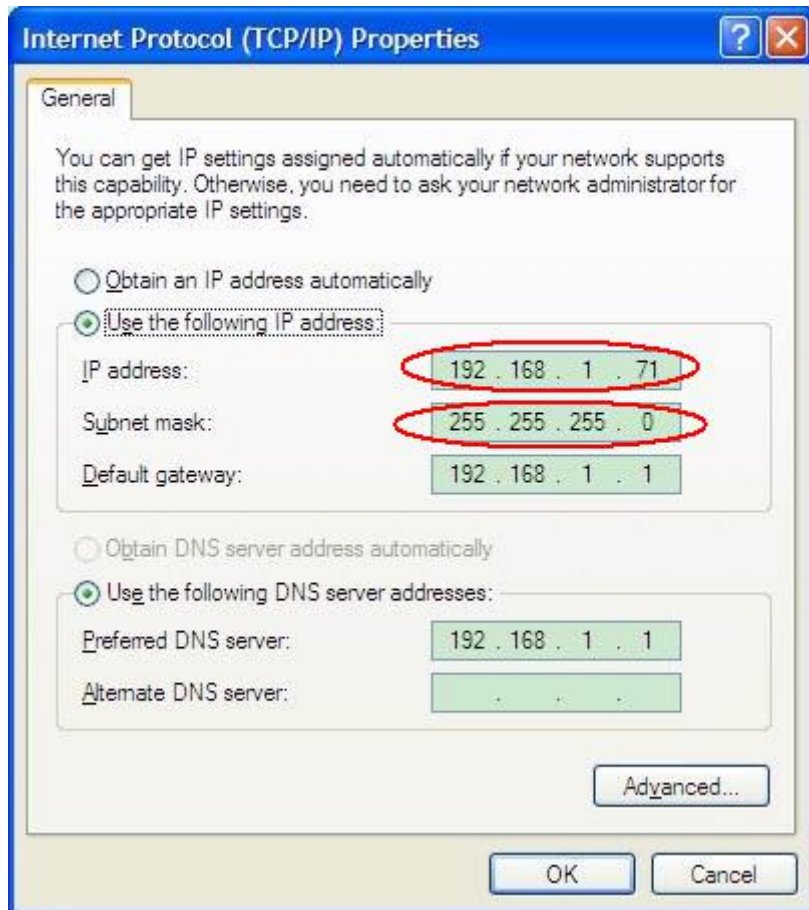 Internet Protocol (TCP/IP) Properties
General
You can get IP settings assigned automatically if your network supports
this capability. Otherwise, you need to ask your network administrator for
the appropriate IP settings.
Obtain an IP address automatically
Use the following IP address:
IP address: 192 . 168 . 1 . 71
Subnet mask: 255 . 255 . 255 . 0
Default gateway: 192 . 168 . 1 . 1
Obtain DNS server address automatically
Use the following DNS server addresses:
Preferred DNS server: 192 . 168 . 1 . 1
Alternate DNS server: . . .
Advanced...
OK Cancel